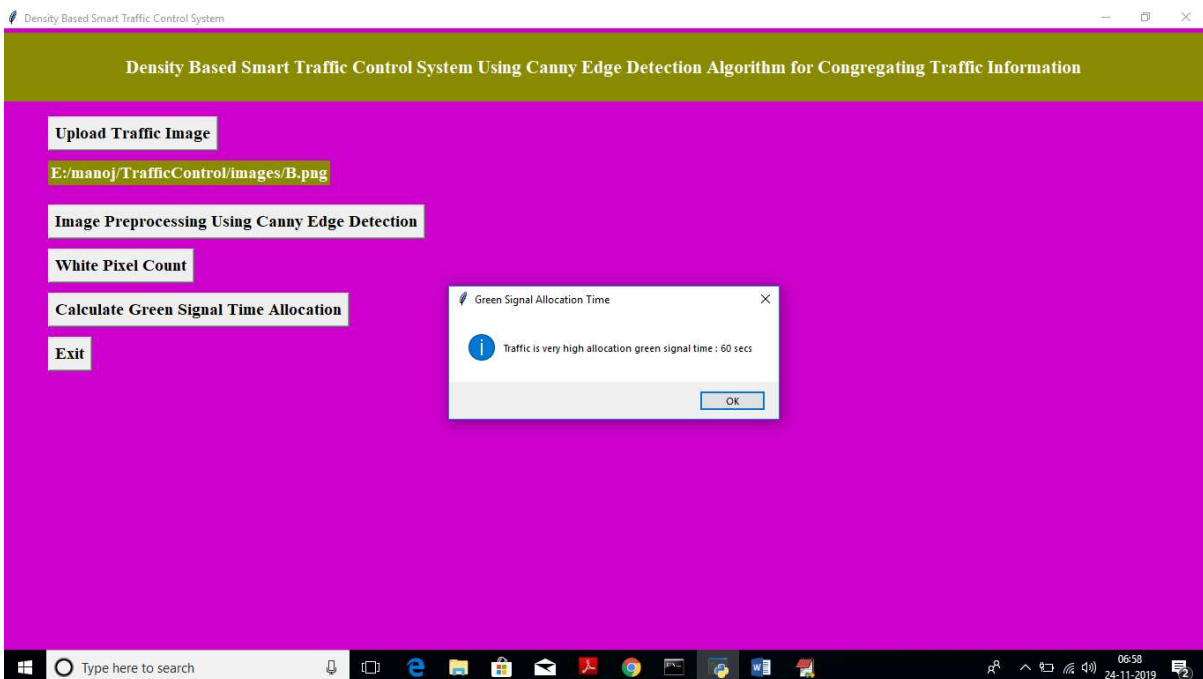 Density Based Smart Traffic Control System
Density Based Smart Traffic Control System Using Canny Edge Detection Algorithm for Congregating Traffic Information
Upload Traffic Image
E:/manoj/TrafficControl/images/B.png
Image Preprocessing Using Canny Edge Detection
White Pixel Count
Calculate Green Signal Time Allocation
Exit
Green Signal Allocation Time
Traffic is very high allocation green signal time : 60 secs
OK
Type here to search
06:58
24-11-2019